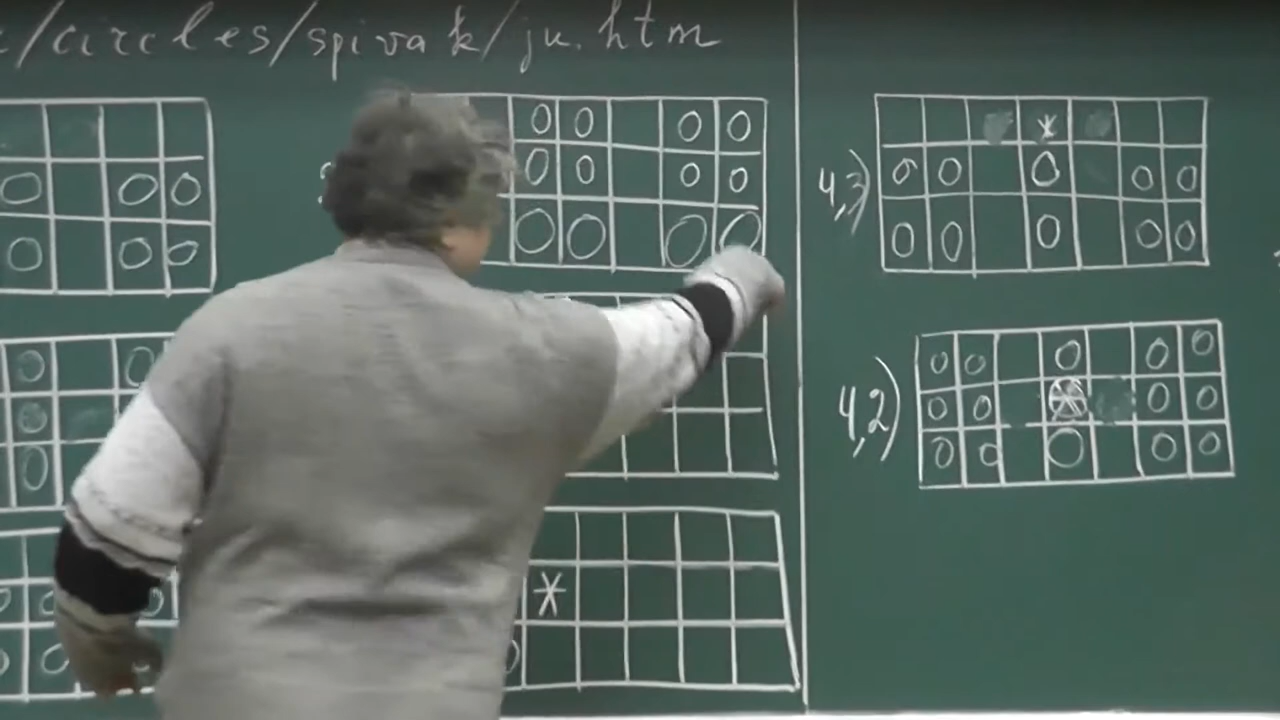 /circles/spivak/ju.htm
4,3)
*
4,2)
*